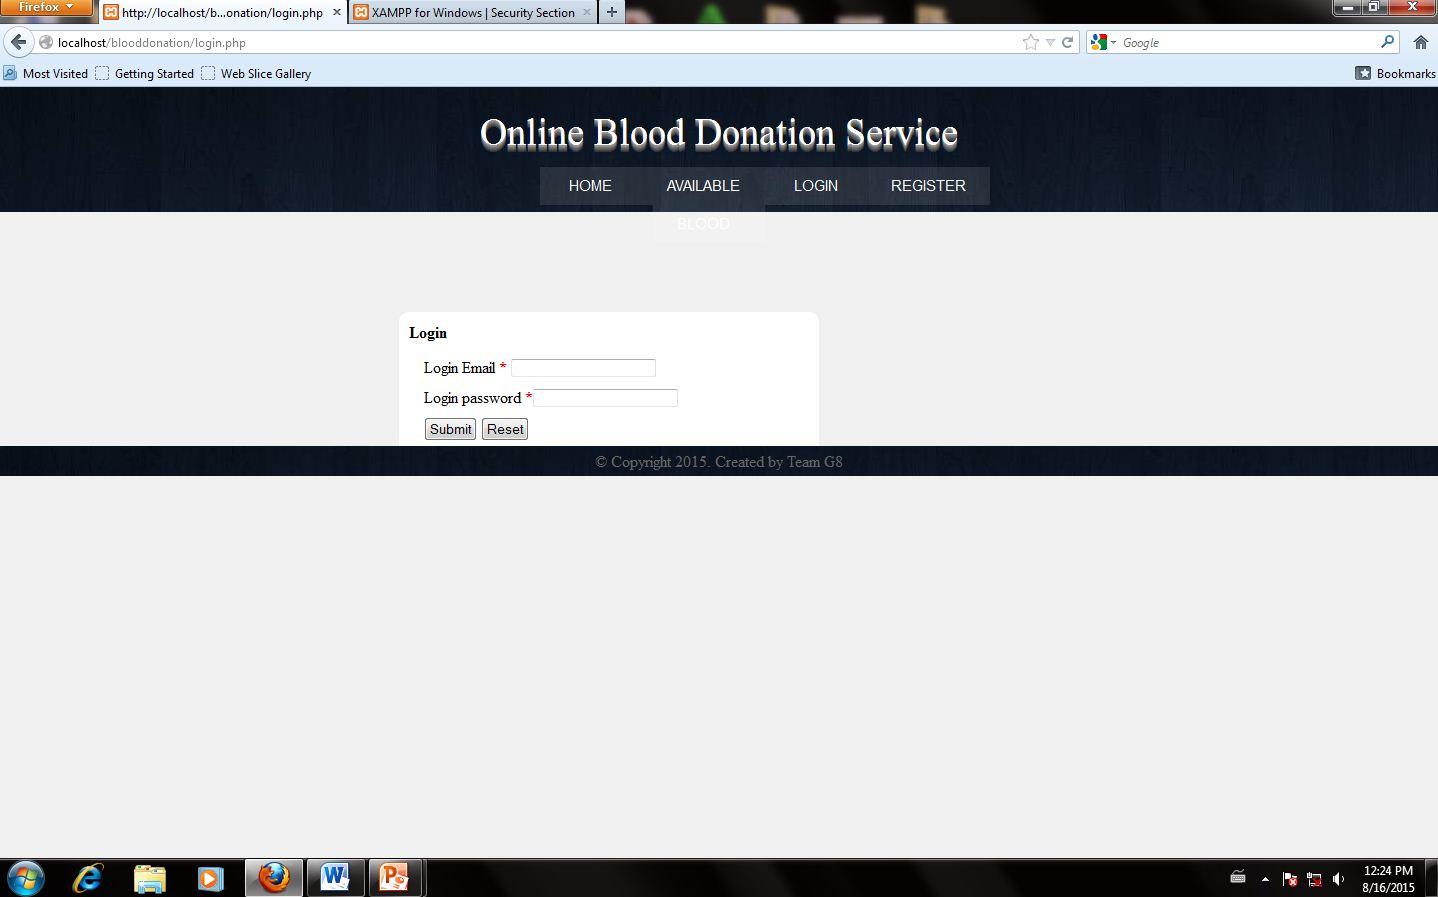 Firefox
http://localhost/b...onation/login.php
XAMPP for Windows | Security Section
localhost/blooddonation/login.php
Google
Most Visited
Getting Started
Web Slice Gallery
Bookmarks
Online Blood Donation Service
HOME
AVAILABLE
BLOOD
LOGIN
REGISTER
Login
Login Email *
Login password *
Submit
Reset
© Copyright 2015. Created by Team G8
12:24 PM
8/16/2015